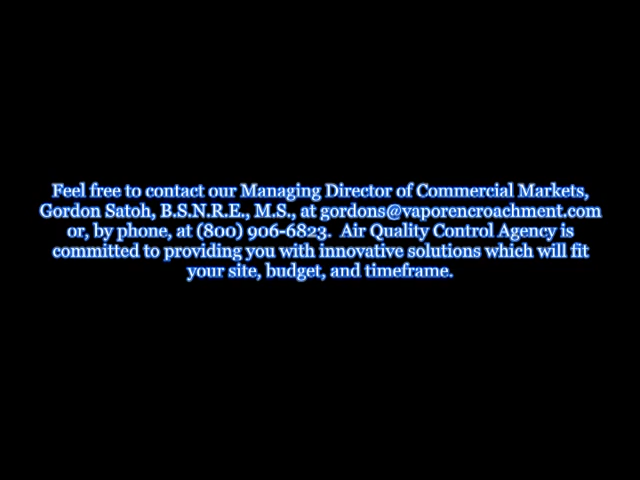 Feel free to contact our Managing Director of Commercial Markets,
Gordon Satoh, B.S.N.R.E., M.S., at gordons@vaporencroachment.com
or, by phone, at (800) 906-6823.  Air Quality Control Agency is
committed to providing you with innovative solutions which will fit
your site, budget, and timeframe.